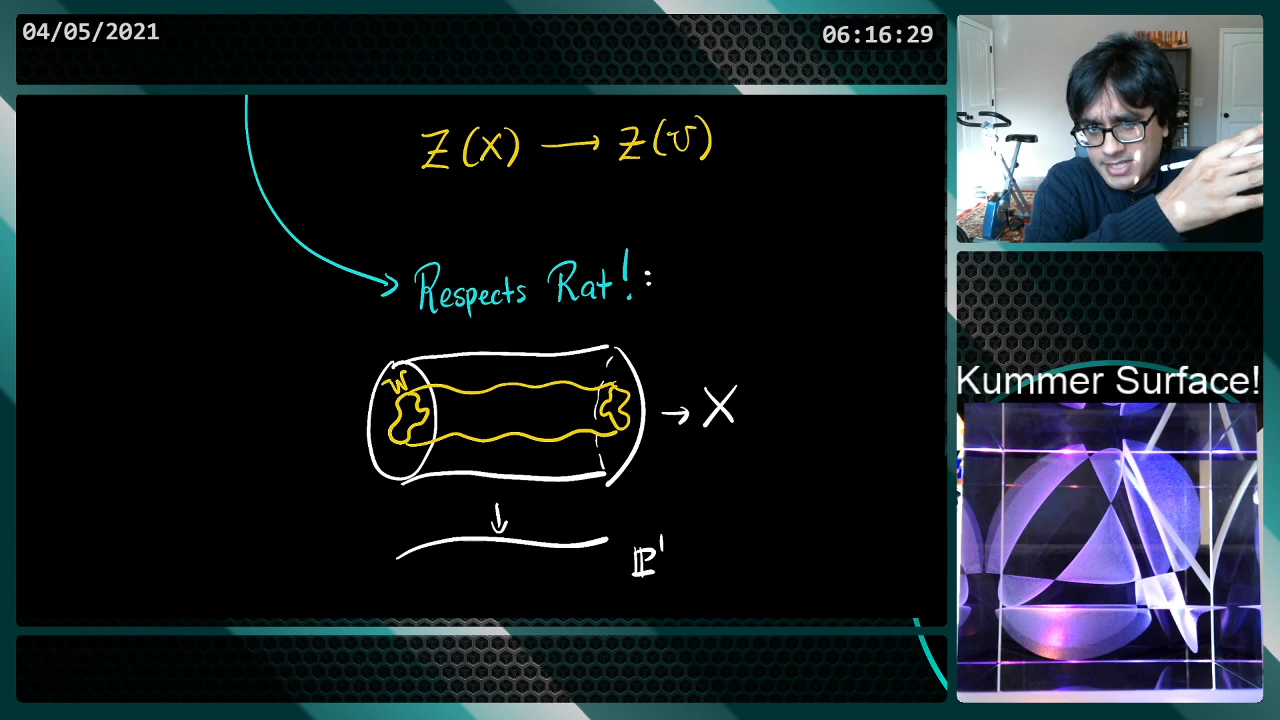 04/05/2021
06:16:29
Z(X) → Z(U)
Respects Rat!:
W
→ X
↓
ℙ¹
Kummer Surface!